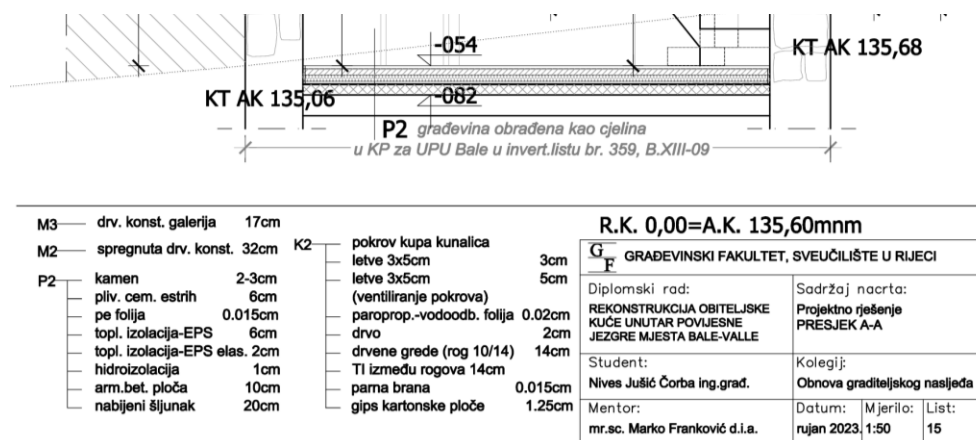 -054
KT AK 135,68
KT AK 135,06
-082
P2 građevina obrađena kao cjelina
u KP za UPU Bale u invert.listu br. 359, B.XIII-09
M3 drv. konst. galerija 17cm
M2 spregnuta drv. konst. 32cm
P2 kamen 2-3cm
pliv. cem. estrih 6cm
pe folija 0.015cm
topl. izolacija-EPS 6cm
topl. izolacija-EPS elas. 2cm
hidroizolacija 1cm
arm.bet. ploča 10cm
nabijeni šljunak 20cm
K2 pokrov kupa kunalica
letve 3x5cm 3cm
letve 3x5cm 5cm
(ventiliranje pokrova)
paroprop.-vodoodb. folija 0.02cm
drvo 2cm
drvene grede (rog 10/14) 14cm
TI između rogova 14cm
parna brana 0.015cm
gips kartonske ploče 1.25cm
R.K. 0,00=A.K. 135,60mnm
G F GRAĐEVINSKI FAKULTET, SVEUČILIŠTE U RIJECI
Diplomski rad:
REKONSTRUKCIJA OBITELJSKE
KUĆE UNUTAR POVIJESNE
JEZGRE MJESTA BALE-VALLE
Sadržaj nacrta:
Projektno rješenje
PRESJEK A-A
Student:
Nives Jušić Čorba ing.građ.
Kolegij:
Obnova graditeljskog nasljeđa
Mentor:
mr.sc. Marko Franković d.i.a.
Datum:
rujan 2023.
Mjerilo:
1:50
List:
15